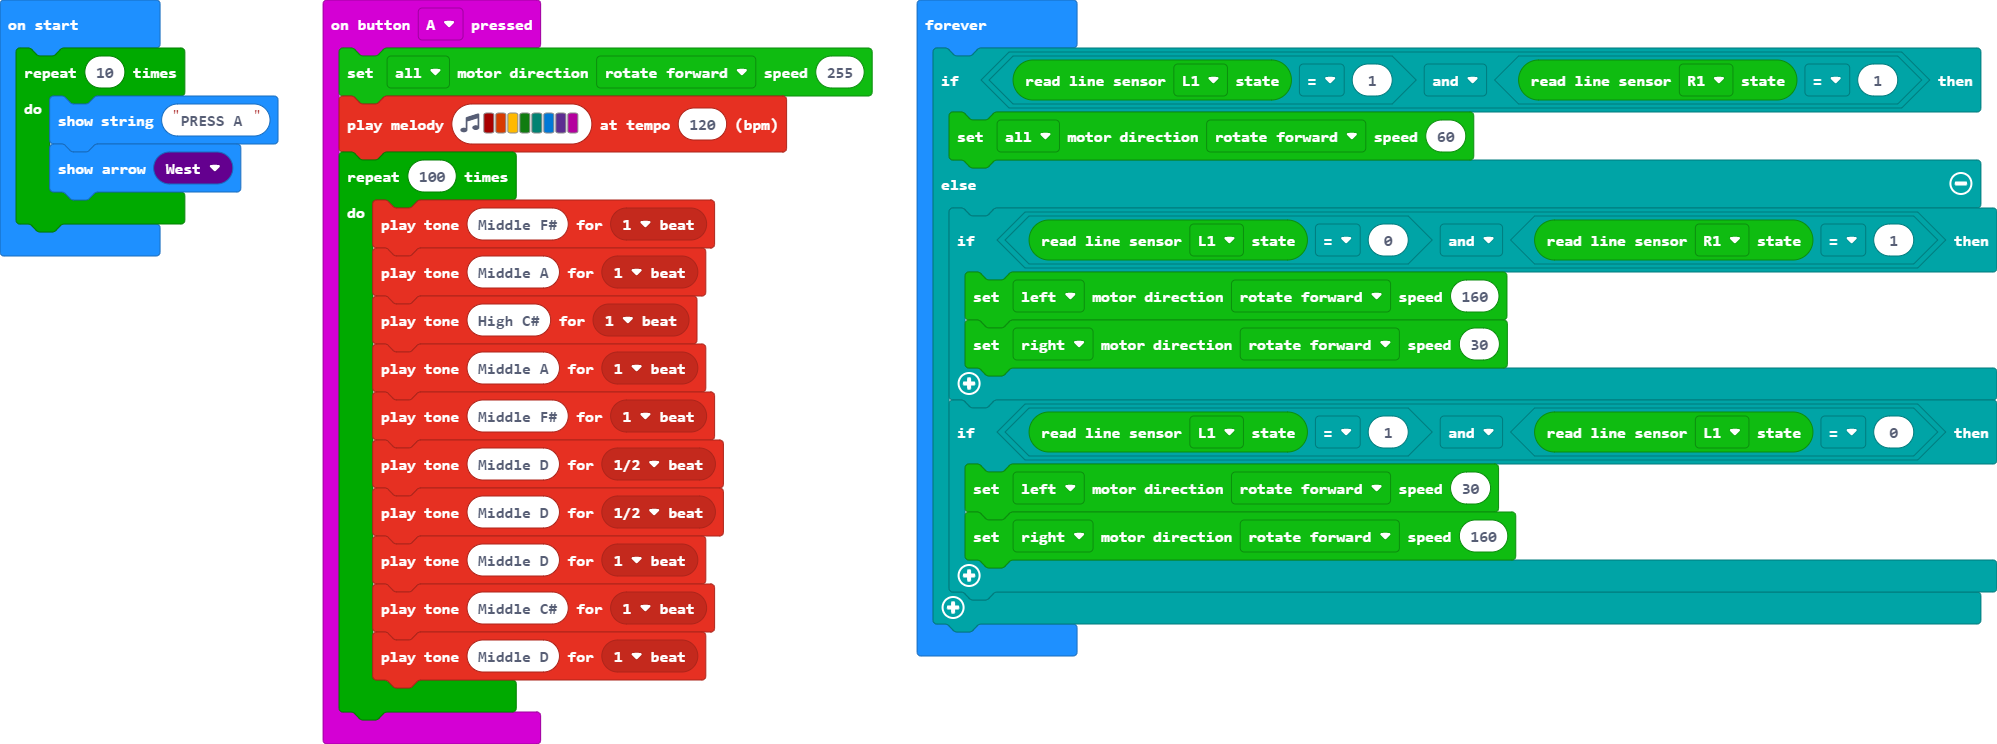 on start
repeat 10 times
do
show string "PRESS A "
show arrow West
on button A pressed
set all motor direction rotate forward speed 255
play melody at tempo 120 (bpm)
repeat 100 times
do
play tone Middle F# for 1 beat
play tone Middle A for 1 beat
play tone High C# for 1 beat
play tone Middle A for 1 beat
play tone Middle F# for 1 beat
play tone Middle D for 1/2 beat
play tone Middle D for 1/2 beat
play tone Middle D for 1 beat
play tone Middle C# for 1 beat
play tone Middle D for 1 beat
forever
if read line sensor L1 state = 1 and read line sensor R1 state = 1 then
set all motor direction rotate forward speed 60
else
if read line sensor L1 state = 0 and read line sensor R1 state = 1 then
set left motor direction rotate forward speed 160
set right motor direction rotate forward speed 30
if read line sensor L1 state = 1 and read line sensor L1 state = 0 then
set left motor direction rotate forward speed 30
set right motor direction rotate forward speed 160